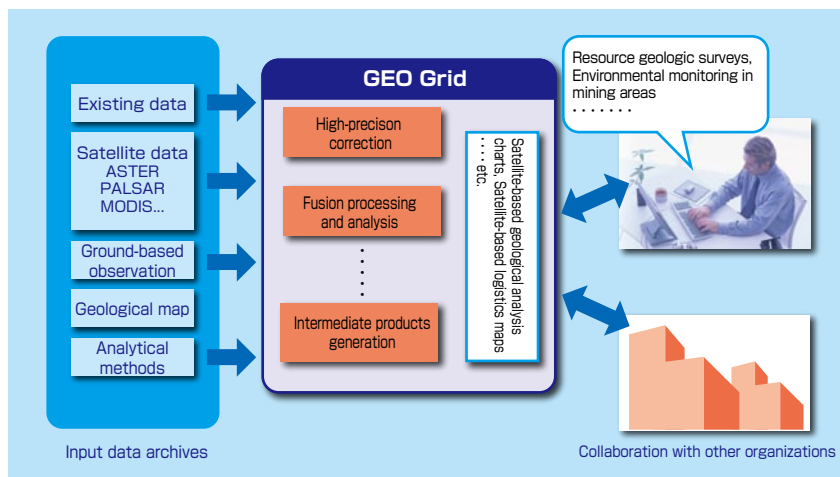 Existing data
Satellite data
ASTER
PALSAR
MODIS...
Ground-based
observation
Geological map
Analytical
methods
Input data archives
GEO Grid
High-precison
correction
Fusion processing
and analysis
Intermediate products
generation
Satellite-based geological analysis
charts, Satellite-based logistics maps
・・・・ etc.
Resource geologic surveys,
Environmental monitoring in
mining areas
・・・・・・・
Collaboration with other organizations